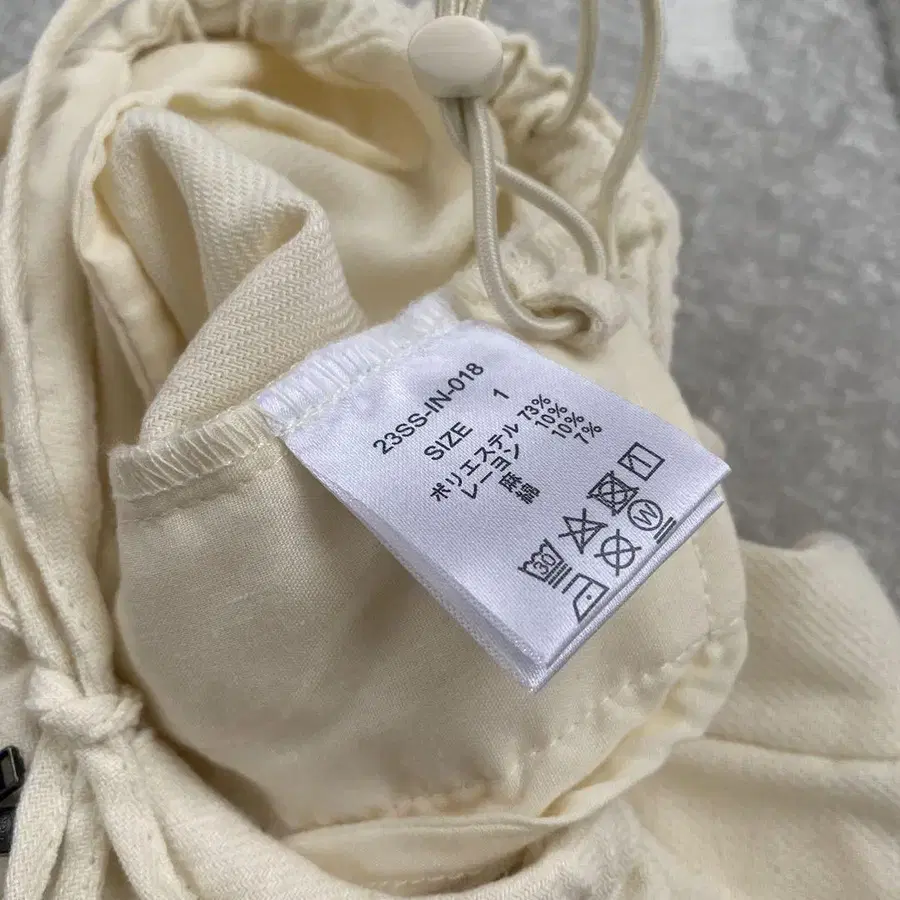 23SS-IN-018
SIZE 1
ポリエステル 73%
レーヨン 10%
麻 10%
綿 7%
30
W